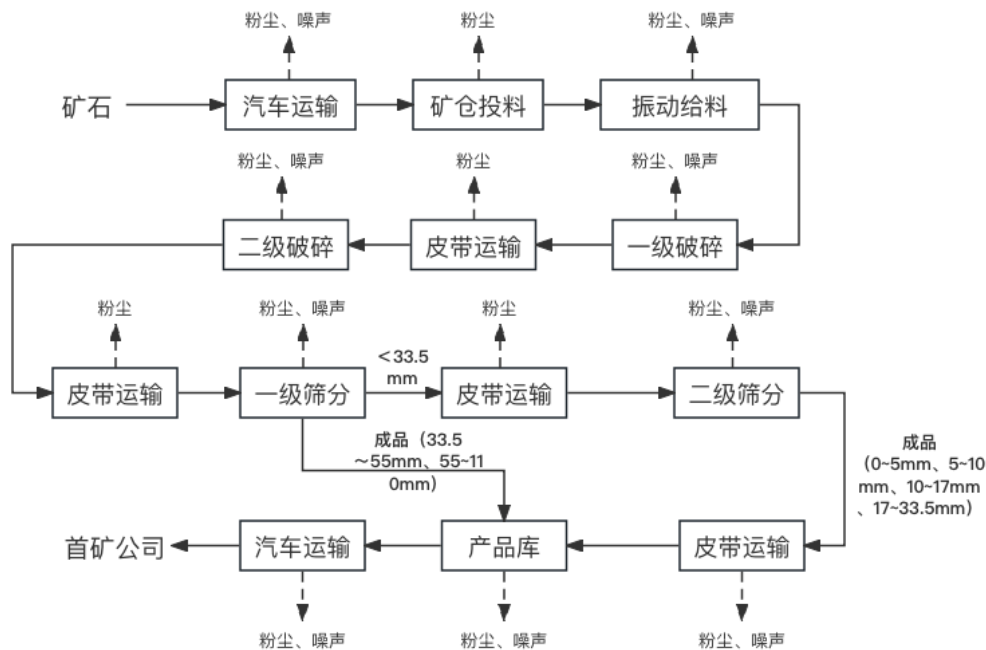 粉尘、噪声
粉尘
粉尘、噪声
矿石
汽车运输
矿仓投料
振动给料
粉尘、噪声
粉尘
粉尘、噪声
二级破碎
皮带运输
一级破碎
粉尘
粉尘、噪声
粉尘
粉尘、噪声
<33.5
mm
皮带运输
一级筛分
皮带运输
二级筛分
成品（33.5
～55mm、55~11
0mm）
成品
（0~5mm、5~10
mm、10~17mm
、17~33.5mm）
首矿公司
汽车运输
产品库
皮带运输
粉尘、噪声
粉尘、噪声
粉尘、噪声